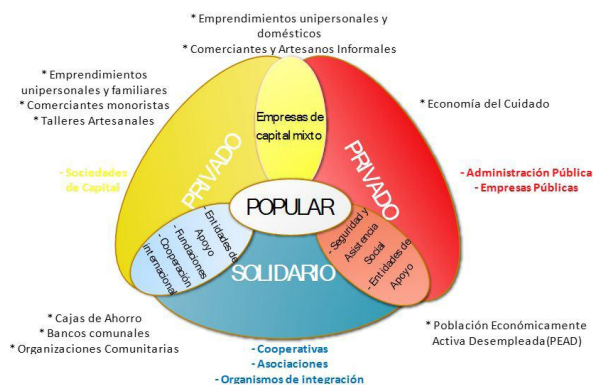 * Emprendimientos unipersonales y
domésticos
* Comerciantes y Artesanos Informales
* Emprendimientos
unipersonales y familiares
* Comerciantes monoristas
* Talleres Artesanales
- Sociedades
de Capital
PRIVADO
Empresas de
capital mixto
PRIVADO
* Economía del Cuidado
- Administración Pública
- Empresas Públicas
POPULAR
- Entidades de
Apoyo
- Fundaciones
- Cooperación
internacional
SOLIDARIO
- Seguridad y
Asistencia
Social
- Entidades de
Apoyo
* Cajas de Ahorro
* Bancos comunales
* Organizaciones Comunitarias
- Cooperativas
- Asociaciones
- Organismos de integración
* Población Económicamente
Activa Desempleada(PEAD)